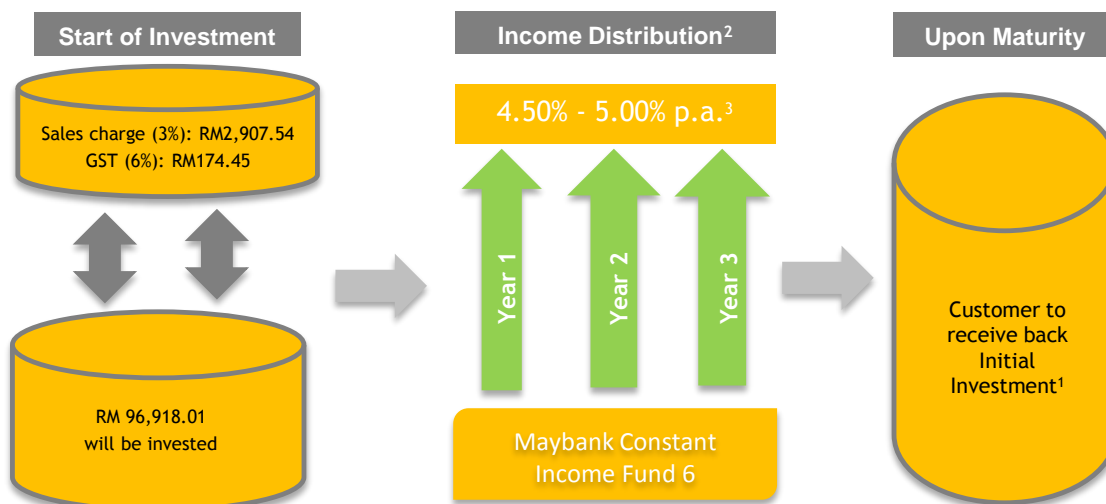 Start of Investment
Sales charge (3%): RM2,907.54
GST (6%): RM174.45
RM 96,918.01
will be invested
Income Distribution²
4.50% - 5.00% p.a.³
Year 1
Year 2
Year 3
Maybank Constant
Income Fund 6
Upon Maturity
Customer to
receive back
Initial
Investment¹